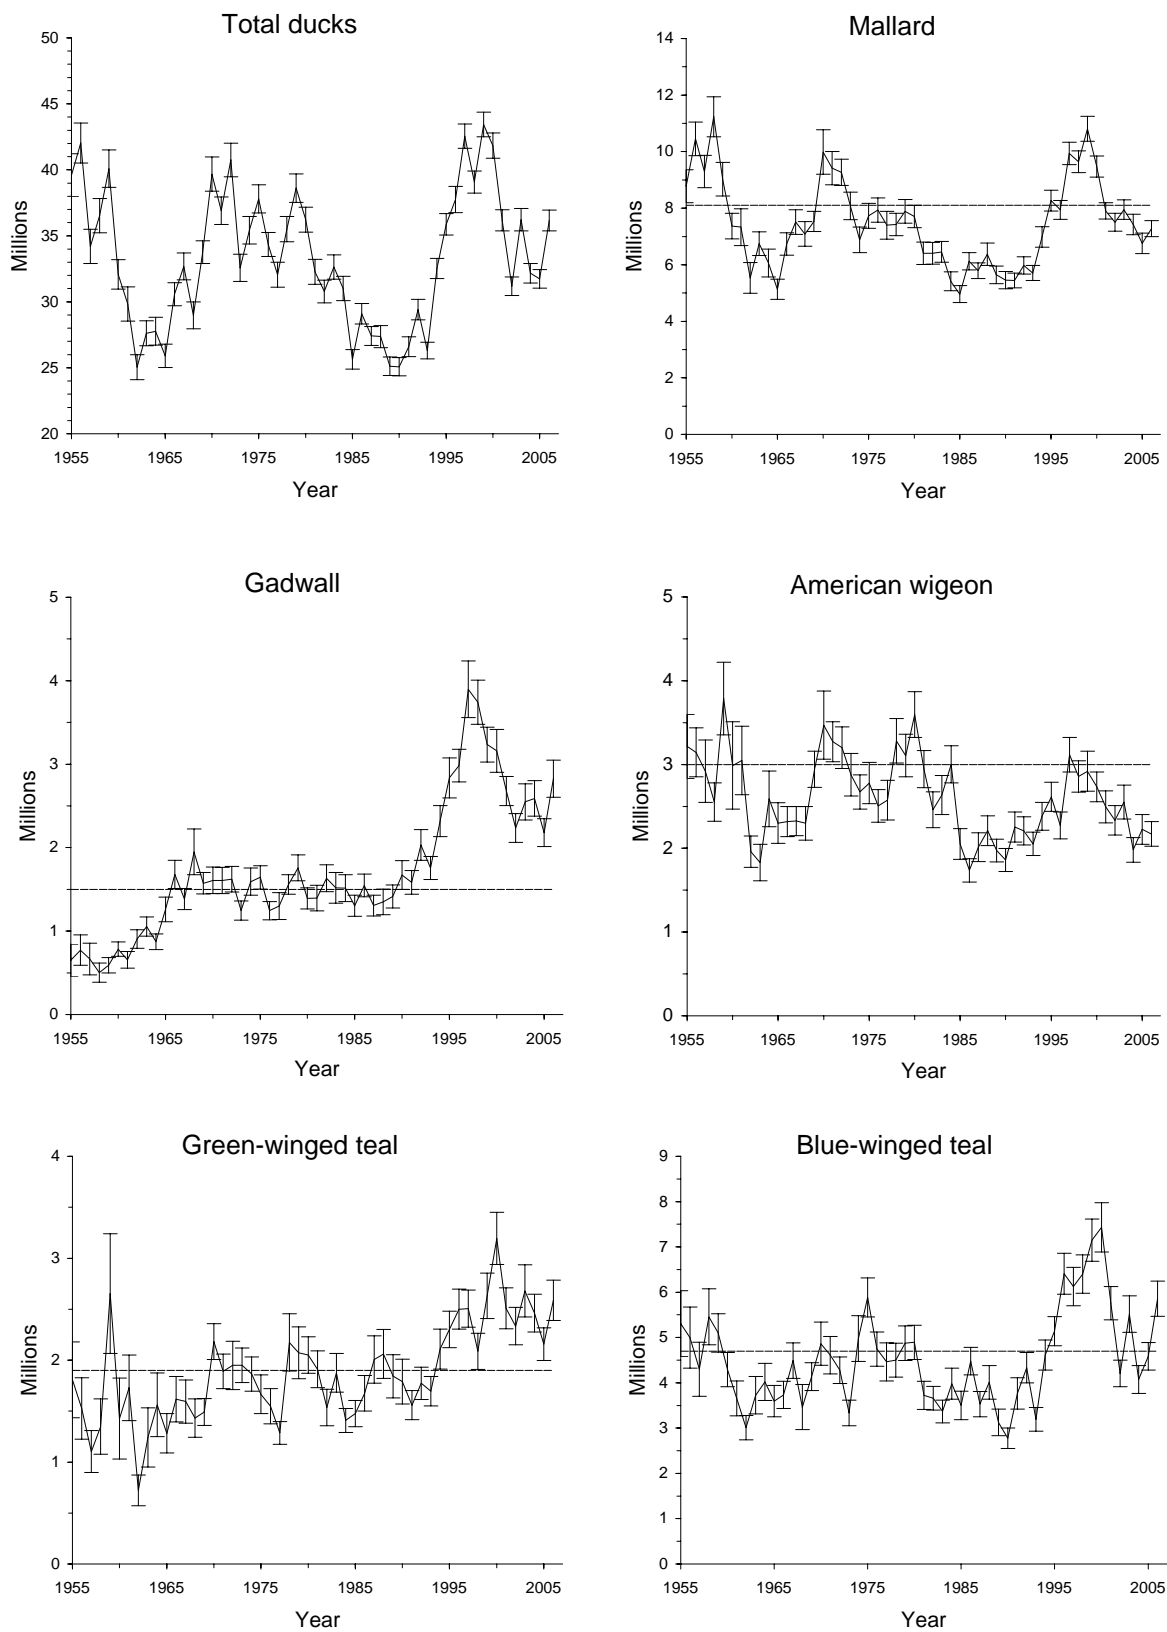 Total ducks
50
45
40
35
30
25
20
Millions
1955 1965 1975 1985 1995 2005
Year
Mallard
14
12
10
8
6
4
2
0
Millions
1955 1965 1975 1985 1995 2005
Year
Gadwall
5
4
3
2
1
0
Millions
1955 1965 1975 1985 1995 2005
Year
American wigeon
5
4
3
2
1
0
Millions
1955 1965 1975 1985 1995 2005
Year
Green-winged teal
4
3
2
1
0
Millions
1955 1965 1975 1985 1995 2005
Year
Blue-winged teal
9
8
7
6
5
4
3
2
1
0
Millions
1955 1965 1975 1985 1995 2005
Year